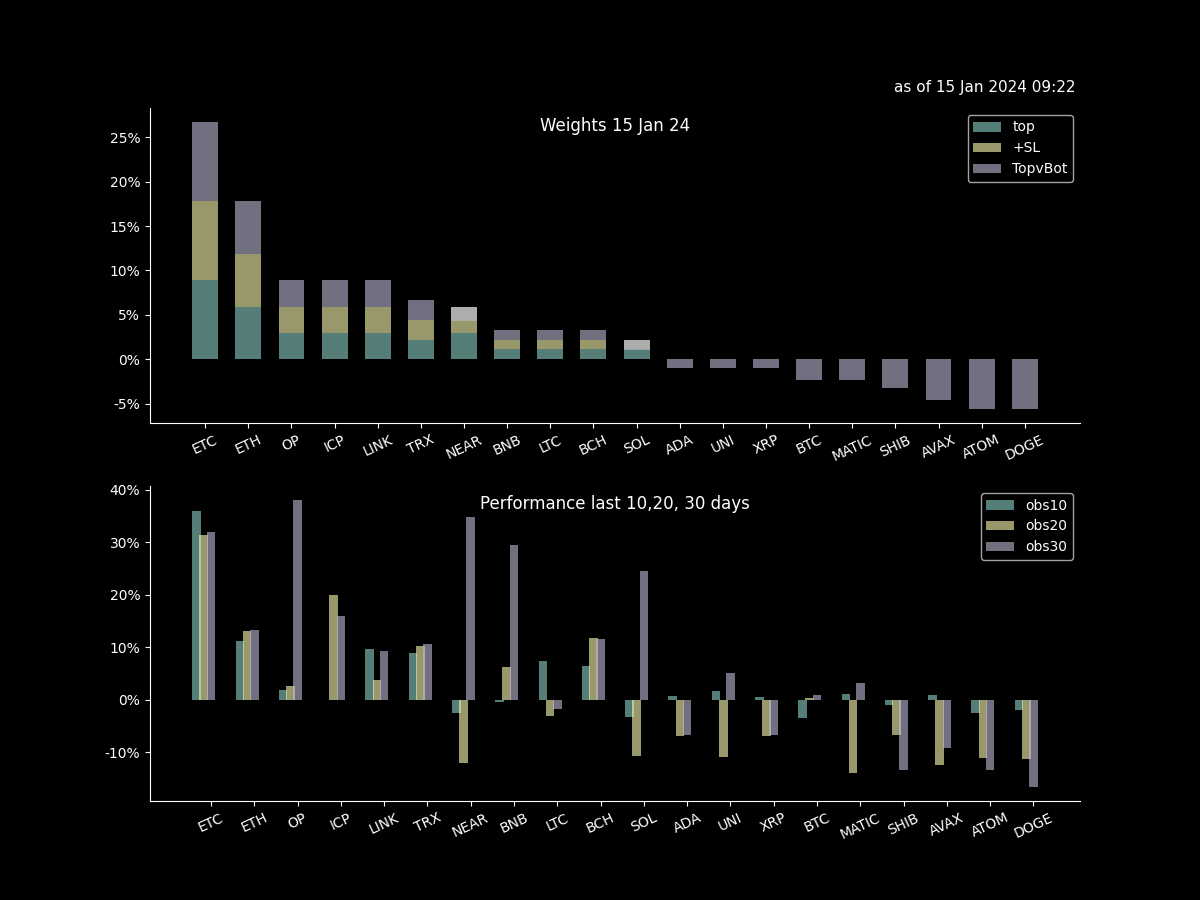 as of 15 Jan 2024 09:22
Weights 15 Jan 24
top
+SL
TopvBot
25%
20%
15%
10%
5%
0%
-5%
ETC ETH OP ICP LINK TRX NEAR BNB LTC BCH SOL ADA UNI XRP BTC MATIC SHIB AVAX ATOM DOGE
Performance last 10,20, 30 days
obs10
obs20
obs30
40%
30%
20%
10%
0%
-10%
ETC ETH OP ICP LINK TRX NEAR BNB LTC BCH SOL ADA UNI XRP BTC MATIC SHIB AVAX ATOM DOGE